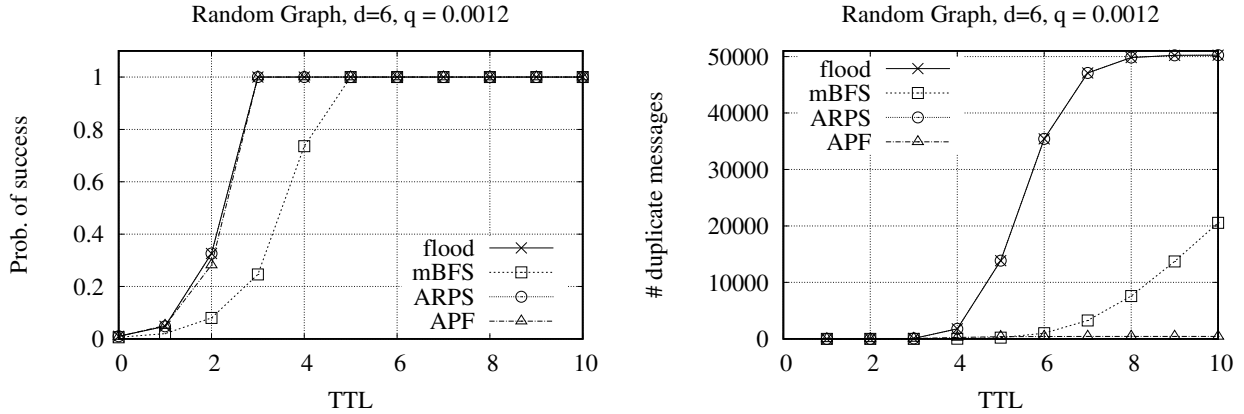 Random Graph, d=6, q = 0.0012
Prob. of success
1
0.8
0.6
0.4
0.2
0
0 2 4 6 8 10
TTL
flood
mBFS
ARPS
APF
Random Graph, d=6, q = 0.0012
# duplicate messages
50000
40000
30000
20000
10000
0
0 2 4 6 8 10
TTL
flood
mBFS
ARPS
APF